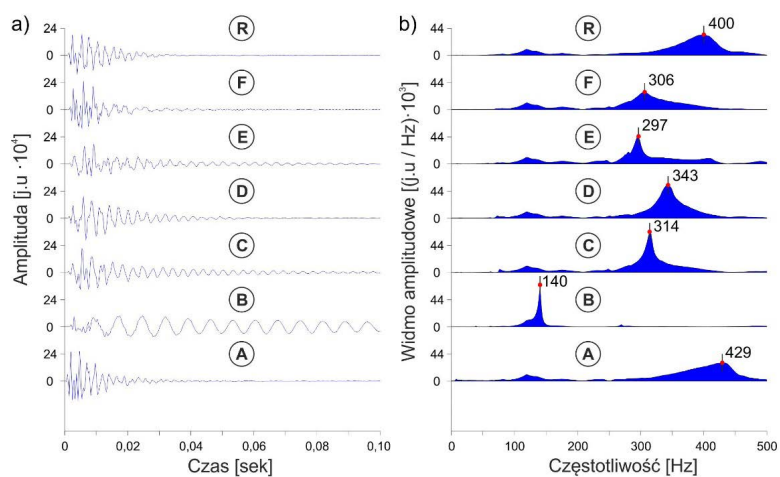 a)
Amplituda [j.u ·10⁴]
24
0
R
24
0
F
24
0
E
24
0
D
24
0
C
24
0
B
24
0
A
0 0,02 0,04 0,06 0,08 0,10
Czas [sek]
b)
Widmo amplitudowe [(j.u / Hz)·10³]
44
0
R
400
44
0
F
306
44
0
E
297
44
0
D
343
44
0
C
314
44
0
B
140
44
0
A
429
0 100 200 300 400 500
Częstotliwość [Hz]